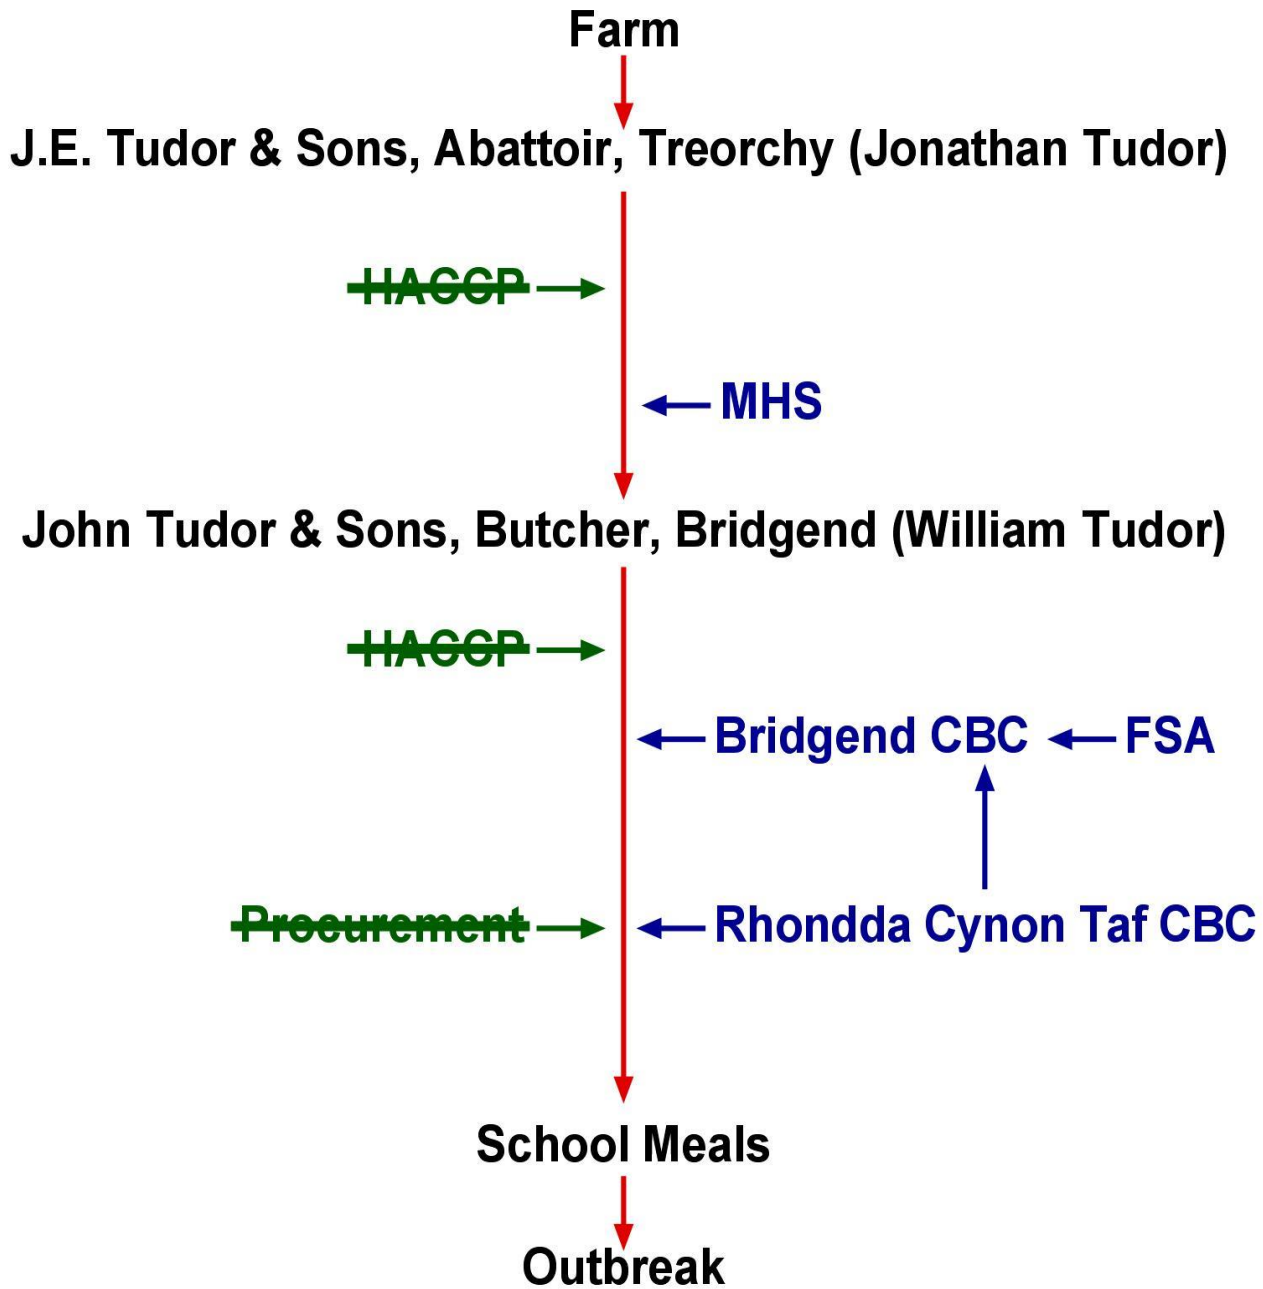 Farm
J.E. Tudor & Sons, Abattoir, Treorchy (Jonathan Tudor)
HACCP
MHS
John Tudor & Sons, Butcher, Bridgend (William Tudor)
HACCP
Bridgend CBC
FSA
Procurement
Rhondda Cynon Taf CBC
School Meals
Outbreak